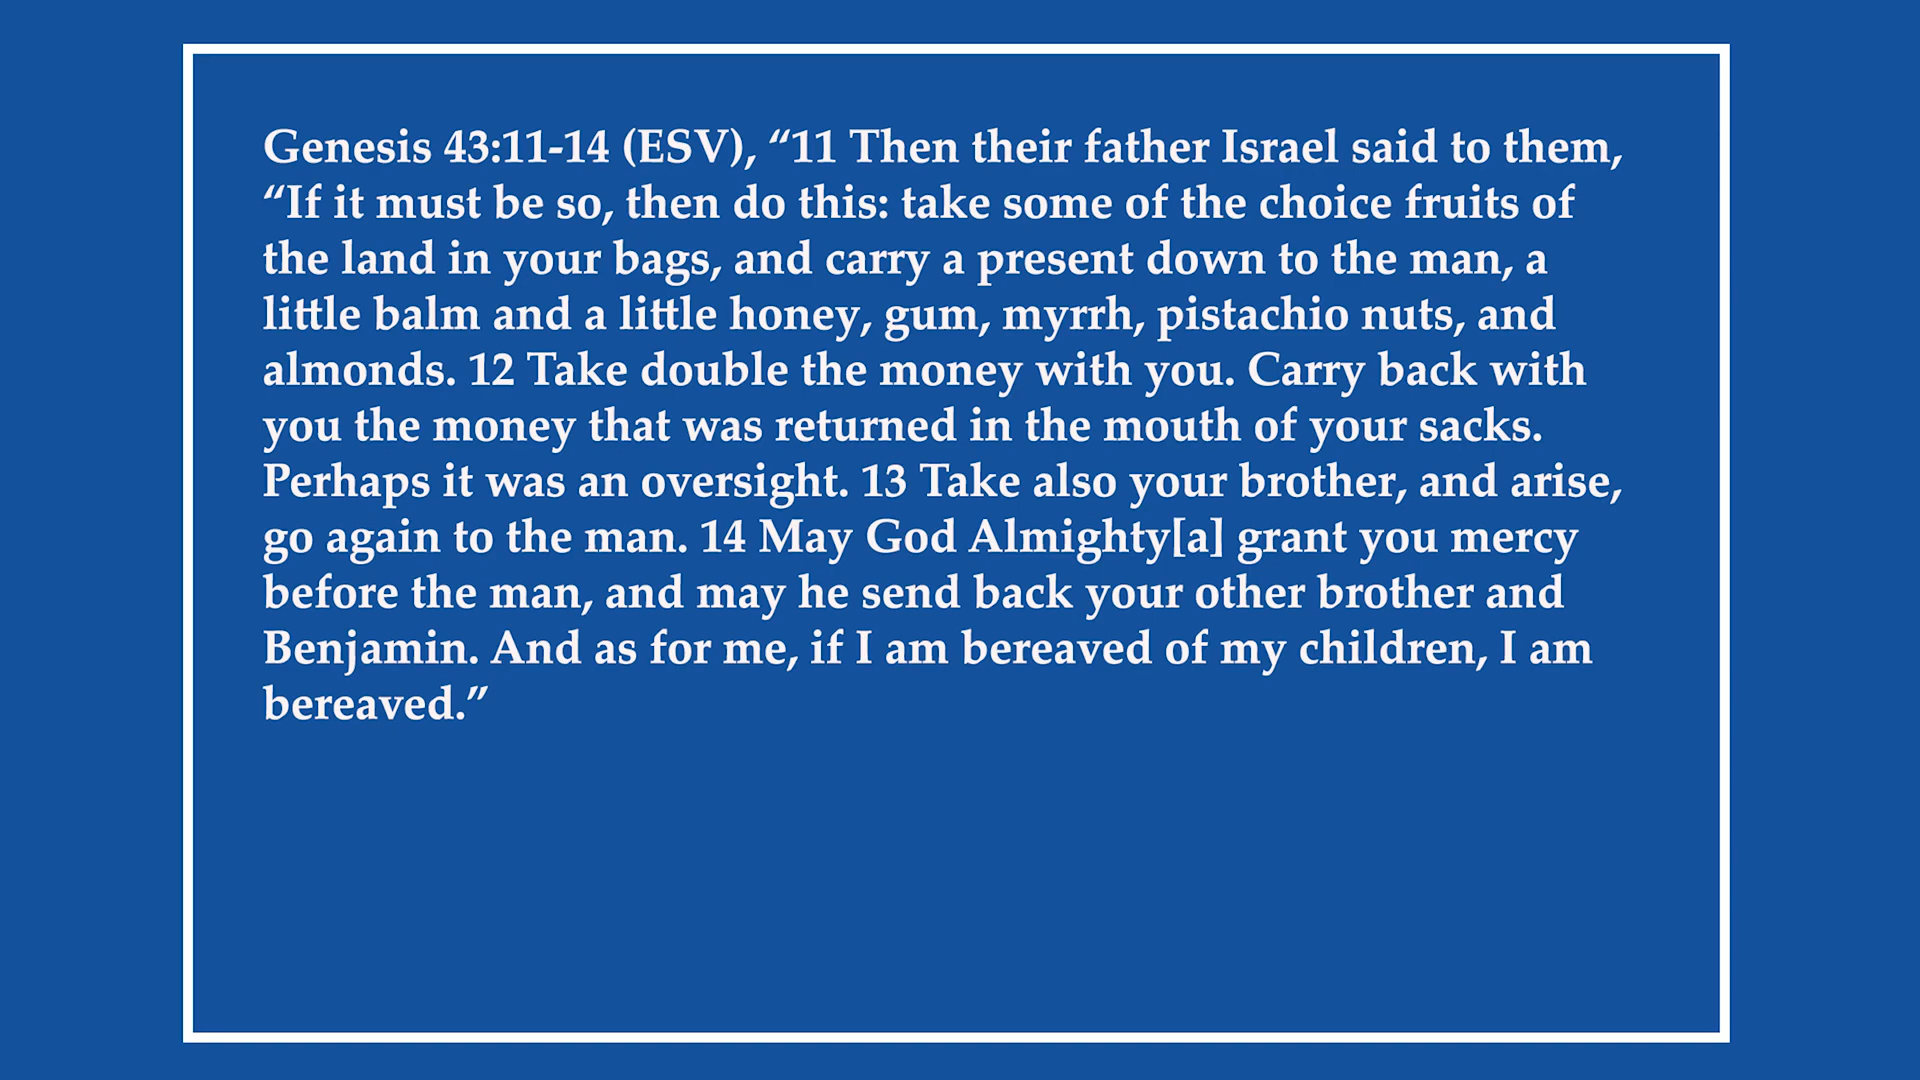 Genesis 43:11-14 (ESV), “11 Then their father Israel said to them,
“If it must be so, then do this: take some of the choice fruits of
the land in your bags, and carry a present down to the man, a
little balm and a little honey, gum, myrrh, pistachio nuts, and
almonds. 12 Take double the money with you. Carry back with
you the money that was returned in the mouth of your sacks.
Perhaps it was an oversight. 13 Take also your brother, and arise,
go again to the man. 14 May God Almighty[a] grant you mercy
before the man, and may he send back your other brother and
Benjamin. And as for me, if I am bereaved of my children, I am
bereaved.”